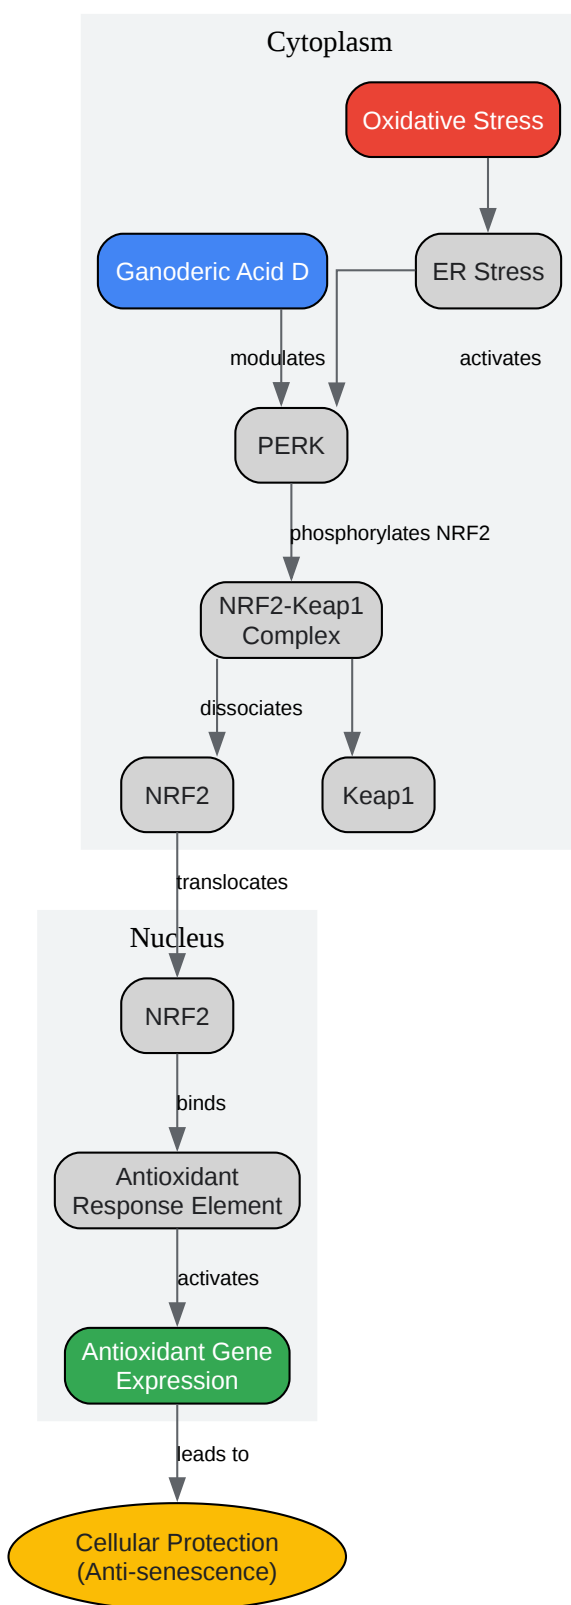 Cytoplasm
Oxidative Stress
Ganoderic Acid D
ER Stress
modulates
activates
PERK
phosphorylates NRF2
NRF2-Keap1
Complex
dissociates
NRF2
Keap1
translocates
Nucleus
NRF2
binds
Antioxidant
Response Element
activates
Antioxidant Gene
Expression
leads to
Cellular Protection
(Anti-senescence)